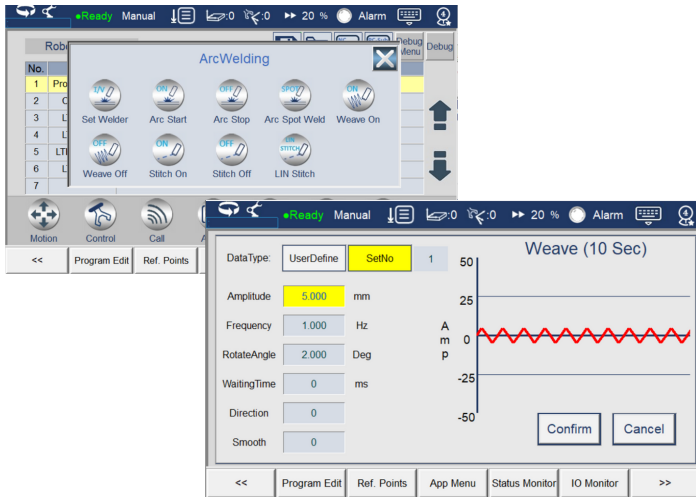 ●Ready Manual :0 :0 ►► 20 % Alarm 4
Debug Menu
Debug
ArcWelding
No.
1
2
3
4
5
6
7
Set Welder Arc Start Arc Stop Arc Spot Weld Weave On
Weave Off Stitch On Stitch Off LIN Stitch
Motion Control Call
<< Program Edit Ref. Points
●Ready Manual :0 :0 ►► 20 % Alarm 4
DataType: UserDefine SetNo 1
Weave (10 Sec)
Amplitude 5.000 mm
Frequency 1.000 Hz
RotateAngle 2.000 Deg
WaitingTime 0 ms
Direction 0
Smooth 0
Amp
50
25
0
-25
-50
Confirm Cancel
<< Program Edit Ref. Points App Menu Status Monitor IO Monitor >>